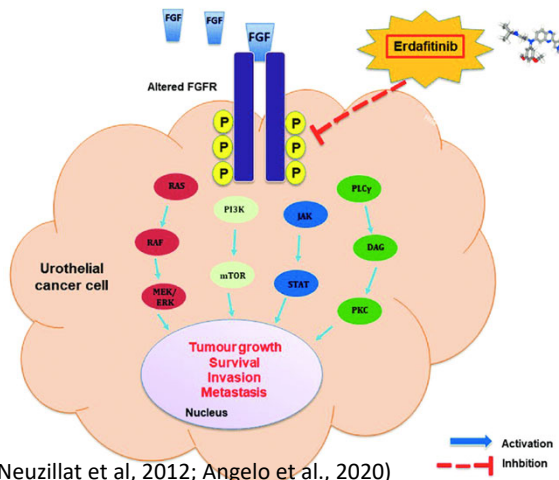 FGF
FGF
FGF
Erdafitinib
Altered FGFR
P P
P P
P P
RAS
PI3K
JAK
PLCγ
RAF
mTOR
STAT
DAG
MEK/
ERK
PKC
Urothelial
cancer cell
Tumour growth
Survival
Invasion
Metastasis
Nucleus
Activation
Inhbition
Neuzillat et al, 2012; Angelo et al., 2020)